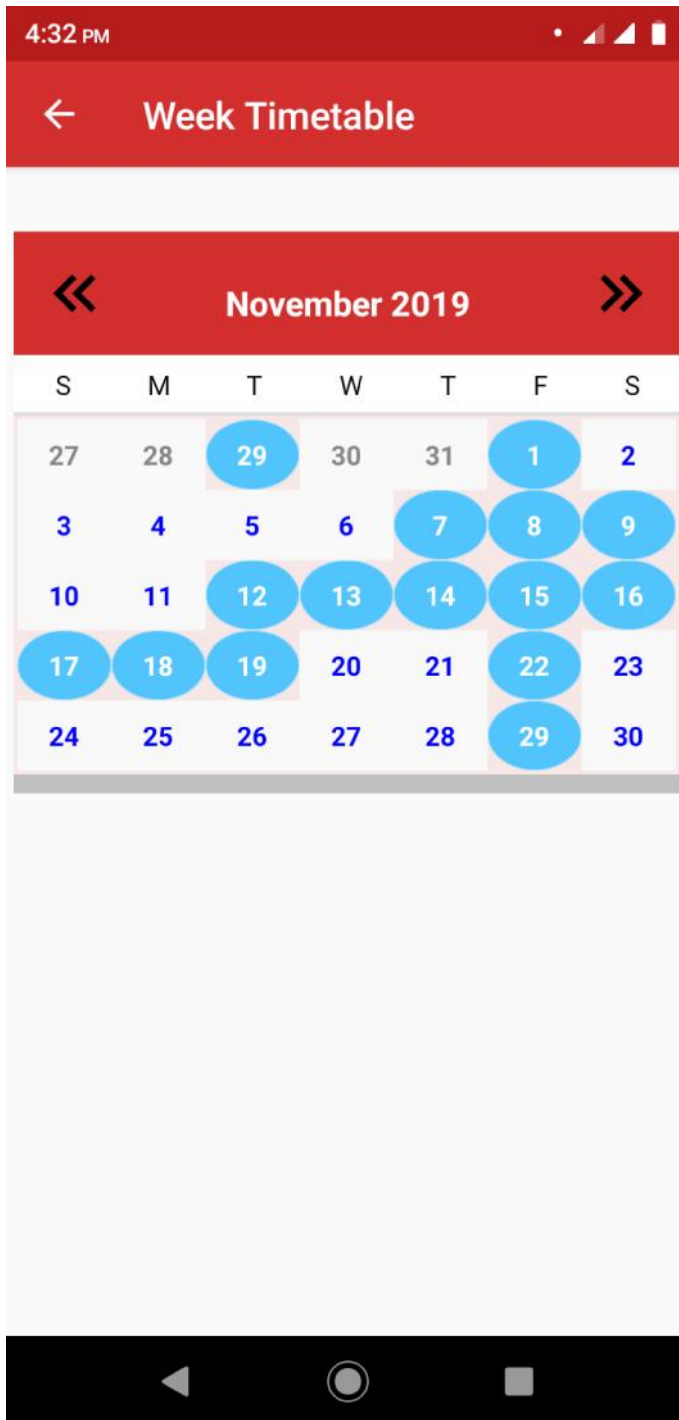 4:32 PM
Week Timetable
November 2019
S M T W T F S
27 28 29 30 31 1 2
3 4 5 6 7 8 9
10 11 12 13 14 15 16
17 18 19 20 21 22 23
24 25 26 27 28 29 30